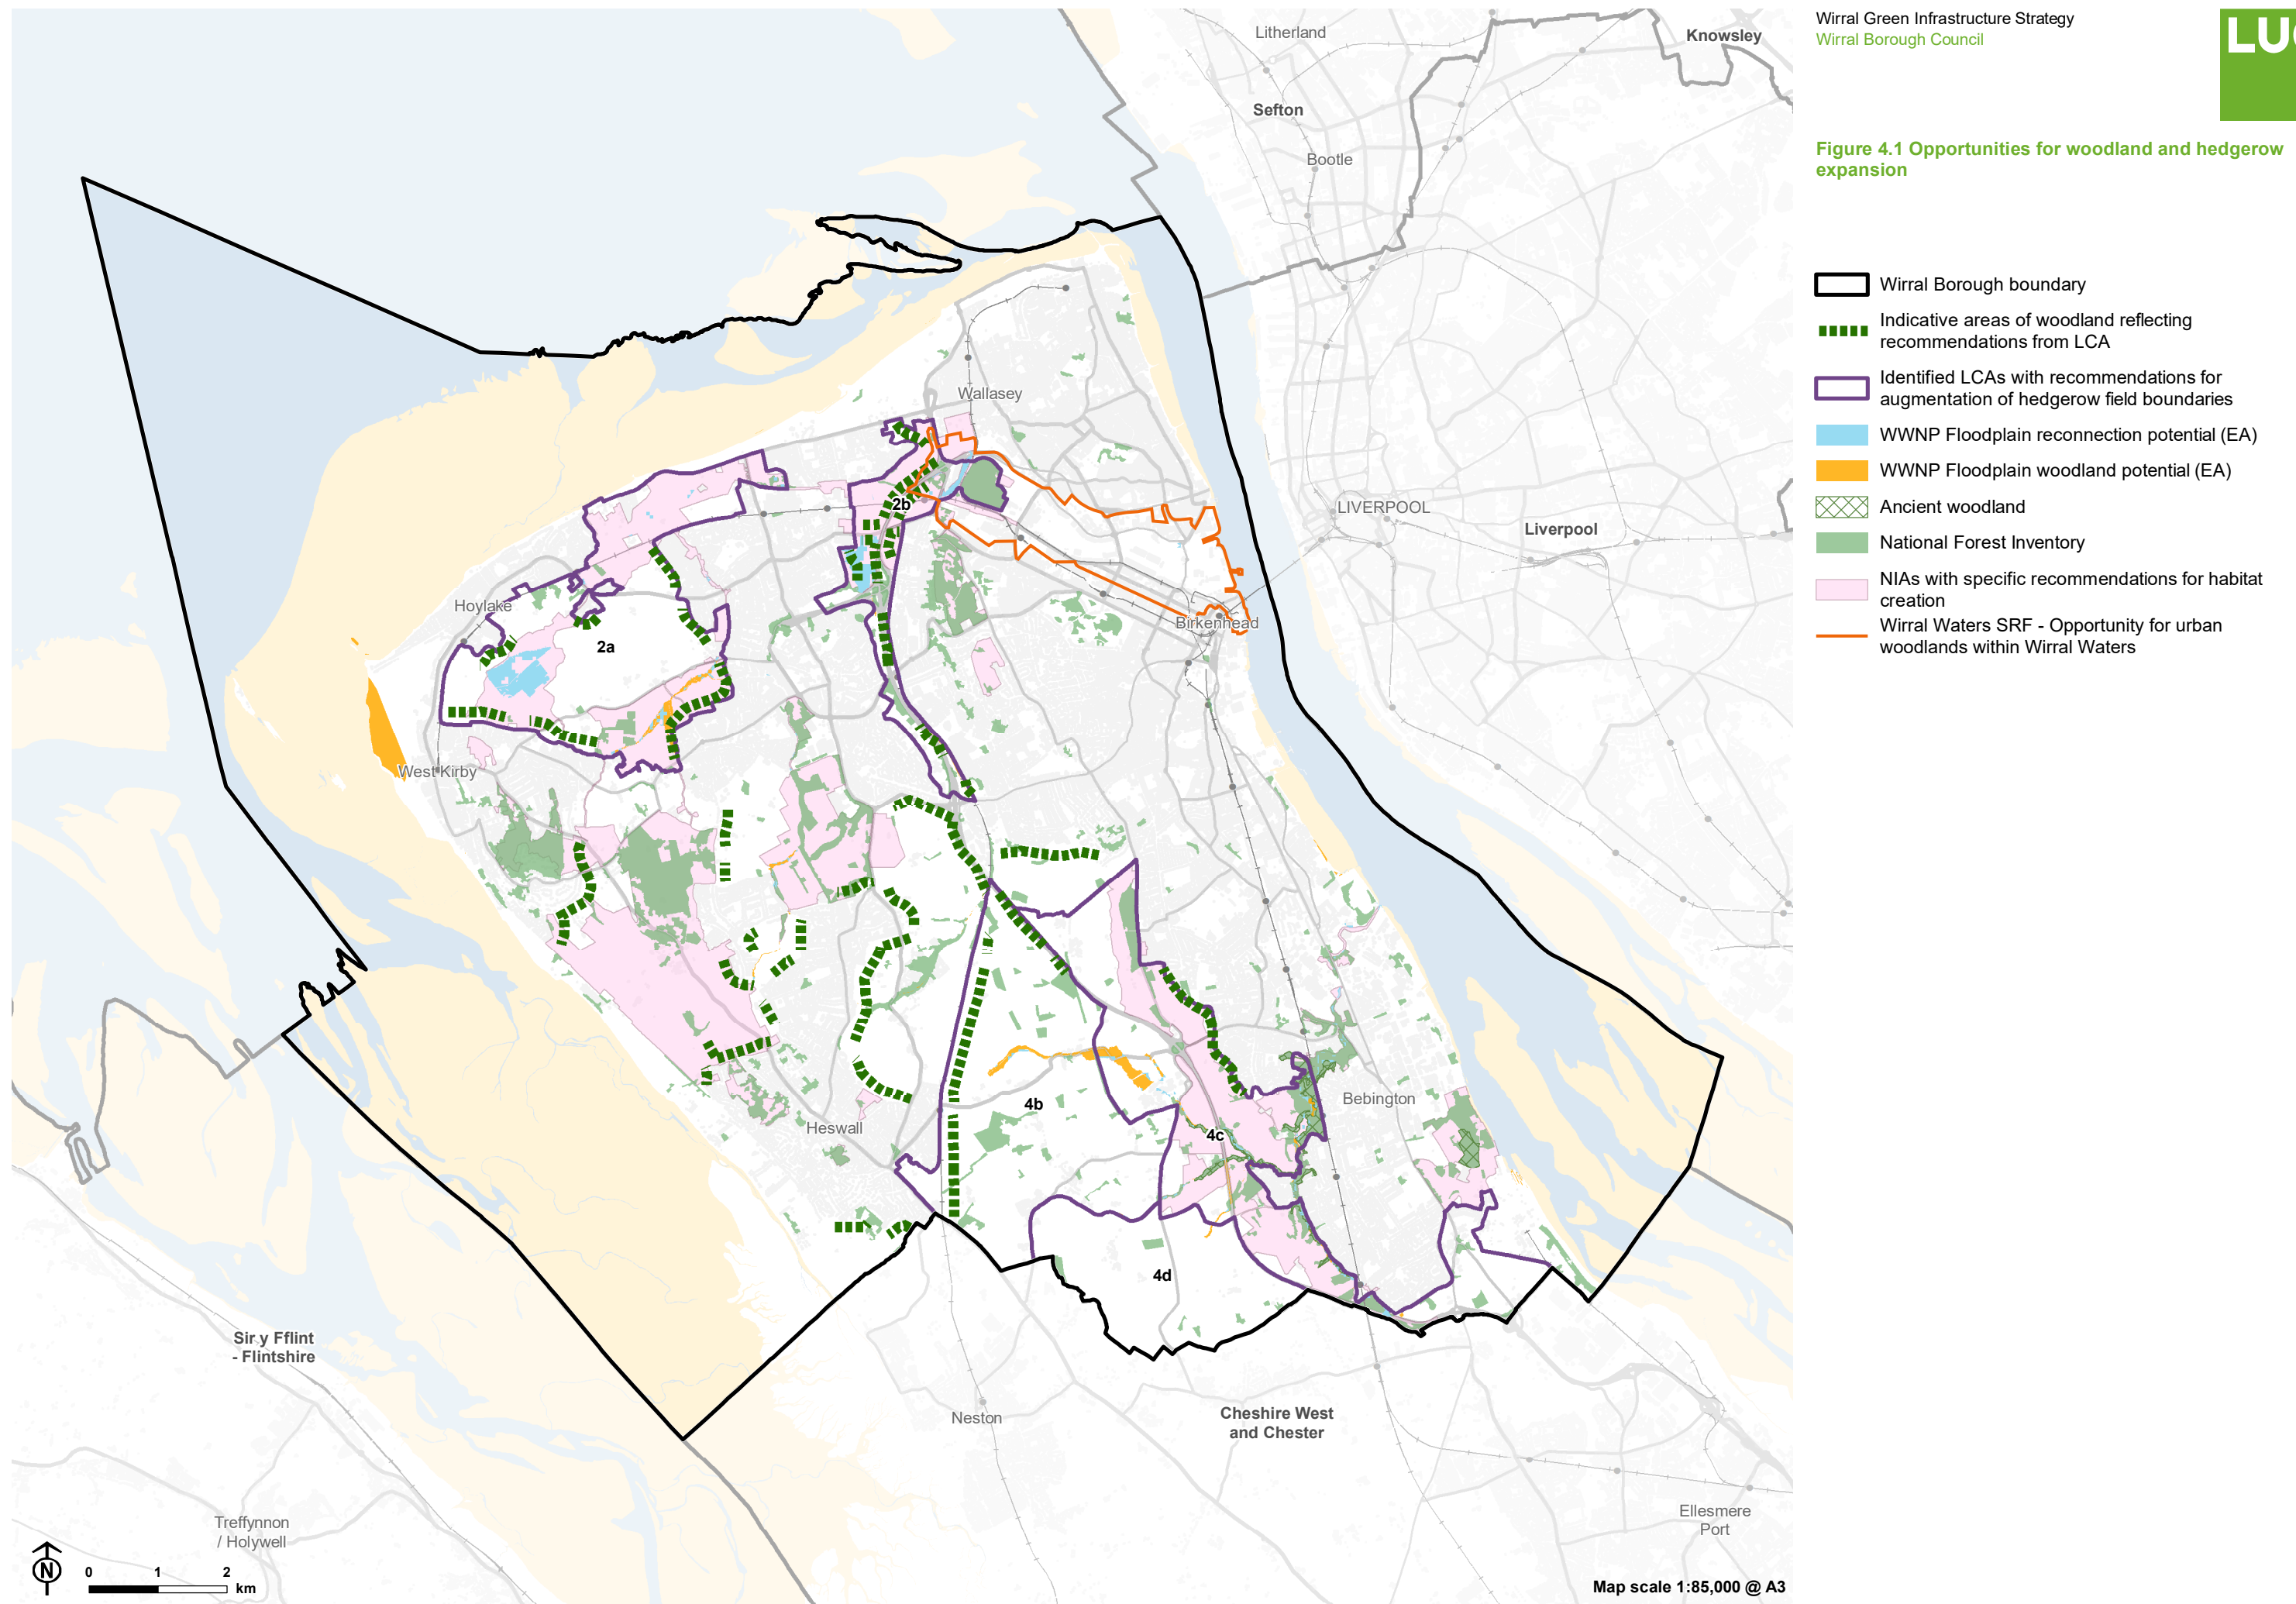 Wirral Green Infrastructure Strategy
Wirral Borough Council
Figure 4.1 Opportunities for woodland and hedgerow
expansion
Wirral Borough boundary
Indicative areas of woodland reflecting
recommendations from LCA
Identified LCAs with recommendations for
augmentation of hedgerow field boundaries
WWNP Floodplain reconnection potential (EA)
WWNP Floodplain woodland potential (EA)
Ancient woodland
National Forest Inventory
NIAs with specific recommendations for habitat
creation
Wirral Waters SRF - Opportunity for urban
woodlands within Wirral Waters
Litherland
Knowsley
Sefton
Bootle
Wallasey
LIVERPOOL
Liverpool
2b
Hoylake
Birkenhead
2a
West Kirby
Bebington
4b
Heswall
4c
4d
Sir y Fflint
- Flintshire
Neston
Cheshire West
and Chester
Ellesmere
Port
Treffynnon
/ Holywell
N
0 1 2
km
Map scale 1:85,000 @ A3